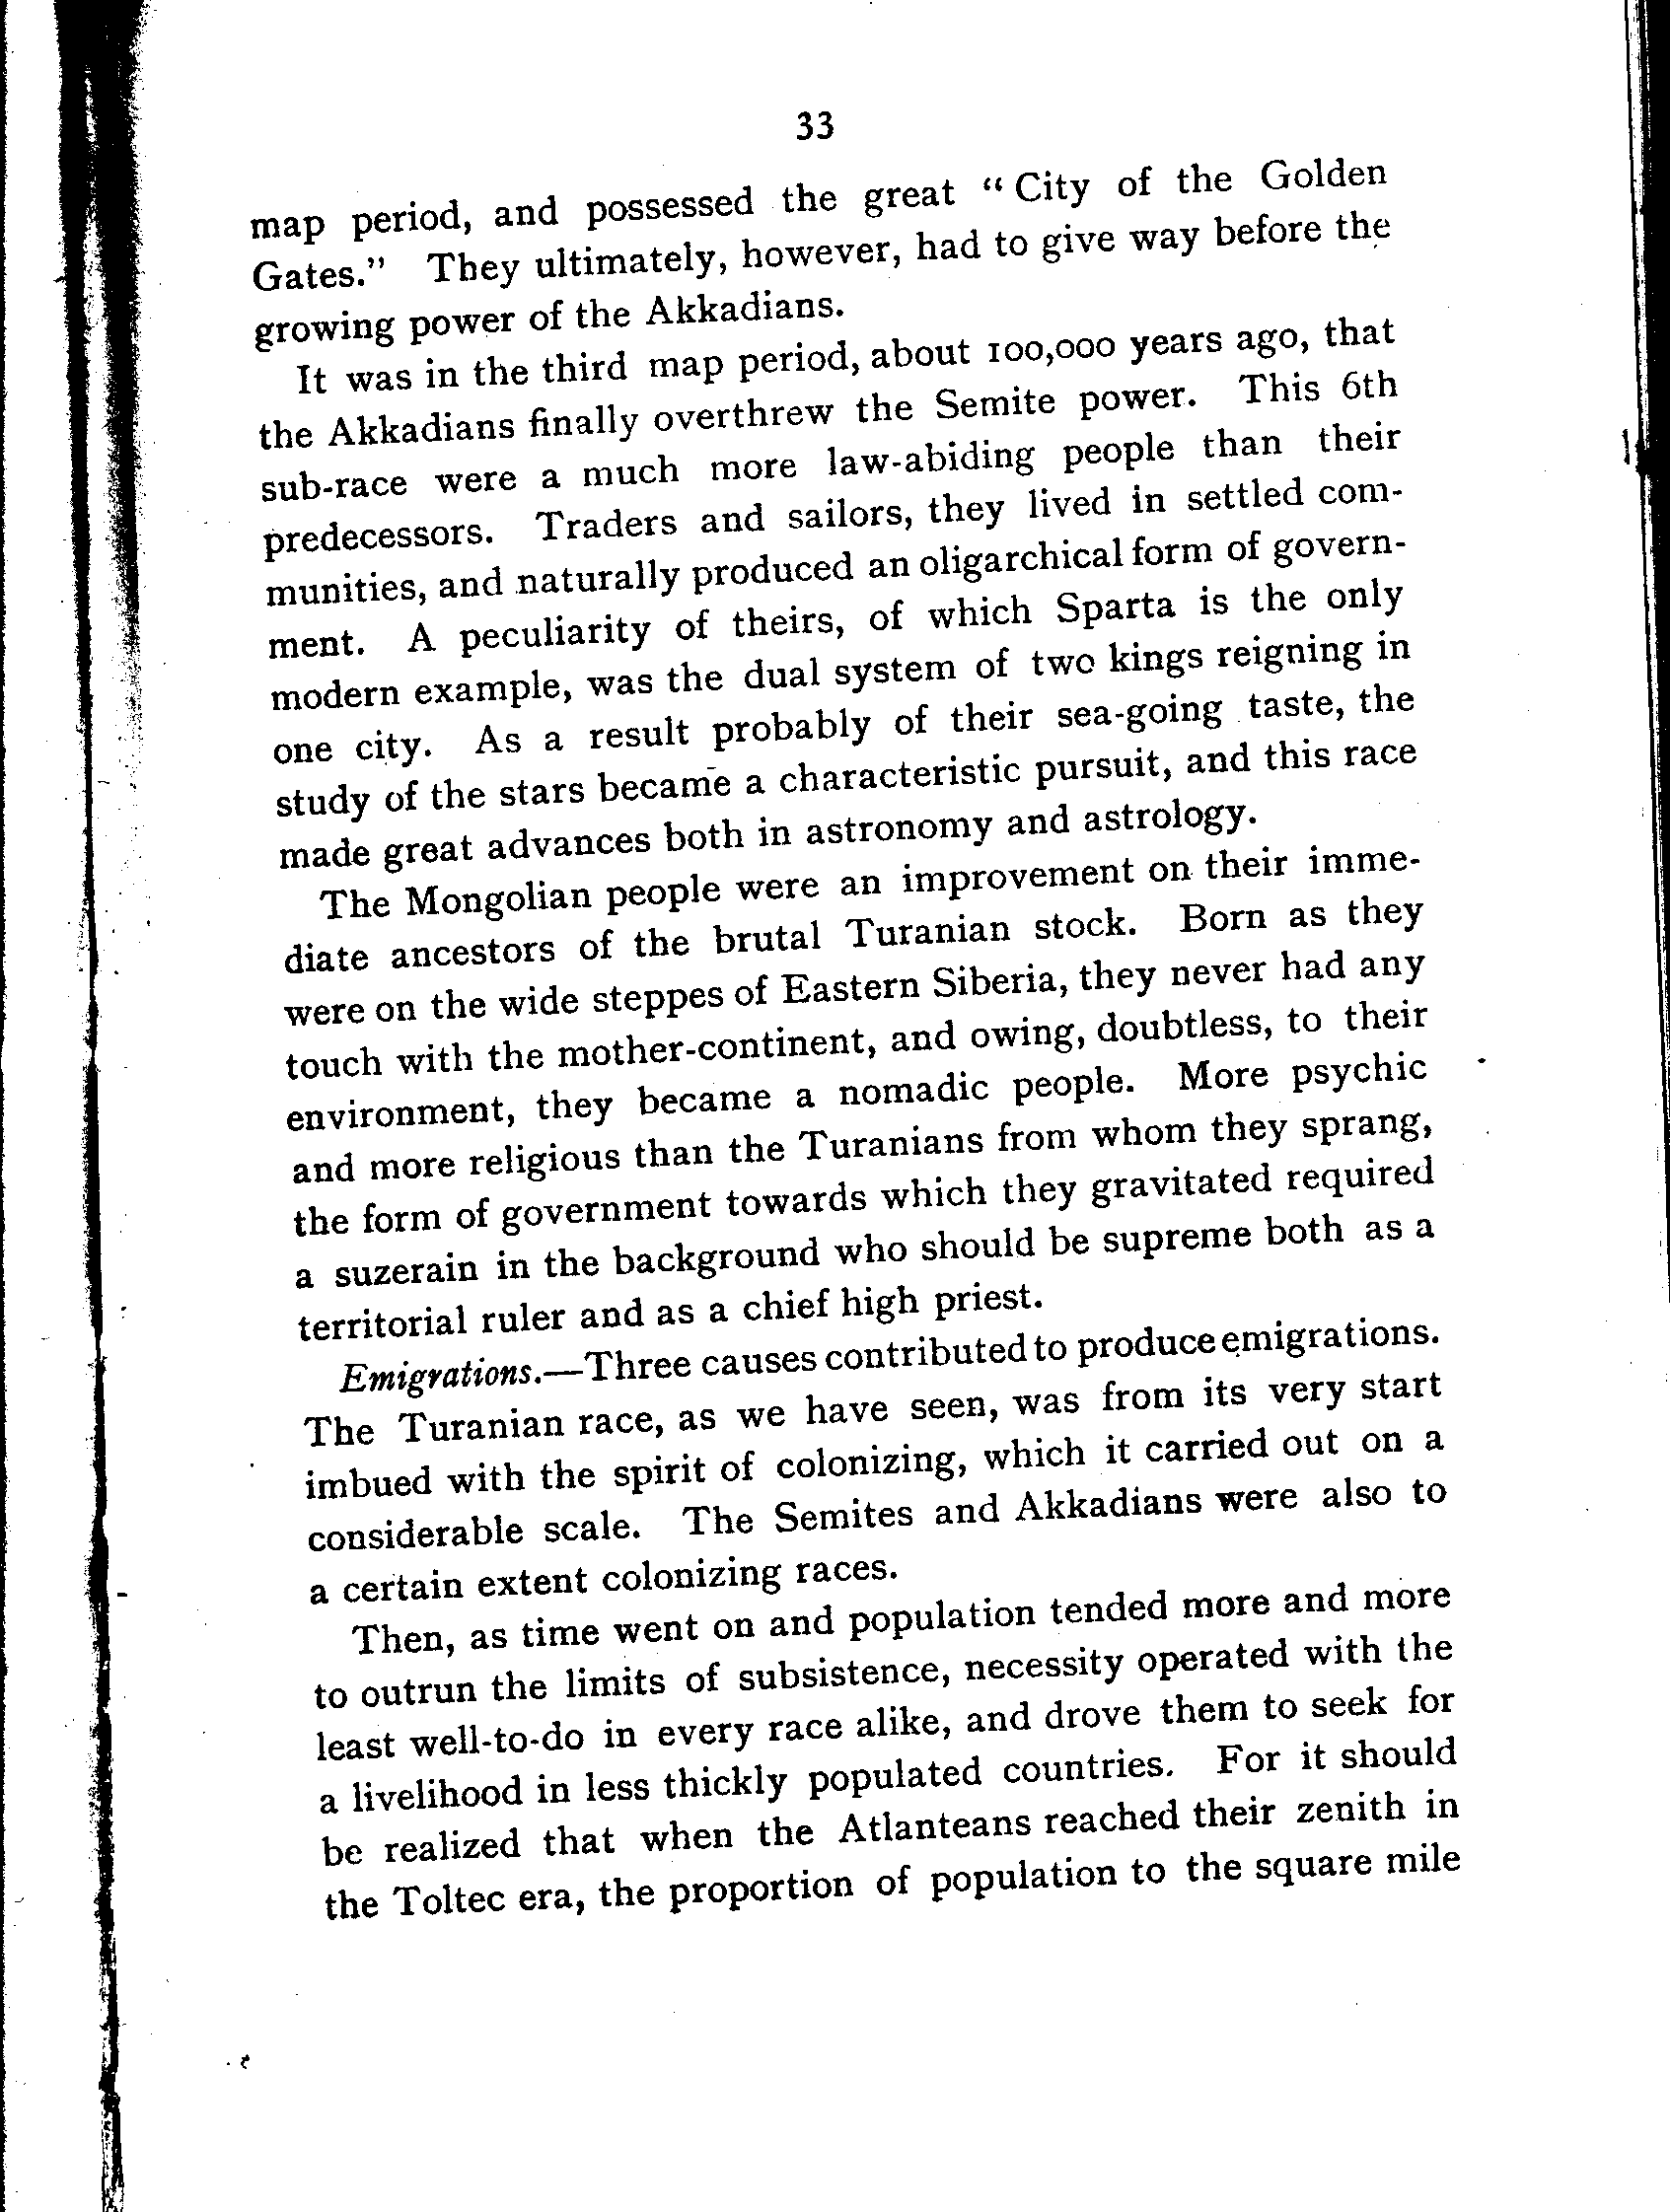 33
map period, and possessed the great “City of the Golden
Gates.” They ultimately, however, had to give way before the
growing power of the Akkadians.
It was in the third map period, about 100,000 years ago, that
the Akkadians finally overthrew the Semite power. This 6th
sub-race were a much more law-abiding people than their
predecessors. Traders and sailors, they lived in settled com-
munities, and naturally produced an oligarchical form of govern-
ment. A peculiarity of theirs, of which Sparta is the only
modern example, was the dual system of two kings reigning in
one city. As a result probably of their sea-going taste, the
study of the stars became a characteristic pursuit, and this race
made great advances both in astronomy and astrology.
The Mongolian people were an improvement on their imme-
diate ancestors of the brutal Turanian stock. Born as they
were on the wide steppes of Eastern Siberia, they never had any
touch with the mother-continent, and owing, doubtless, to their
environment, they became a nomadic people. More psychic
and more religious than the Turanians from whom they sprang,
the form of government towards which they gravitated required
a suzerain in the background who should be supreme both as a
territorial ruler and as a chief high priest.
Emigrations.—Three causes contributed to produce emigrations.
The Turanian race, as we have seen, was from its very start
imbued with the spirit of colonizing, which it carried out on a
considerable scale. The Semites and Akkadians were also to
a certain extent colonizing races.
Then, as time went on and population tended more and more
to outrun the limits of subsistence, necessity operated with the
least well-to-do in every race alike, and drove them to seek for
a livelihood in less thickly populated countries. For it should
be realized that when the Atlanteans reached their zenith in
the Toltec era, the proportion of population to the square mile